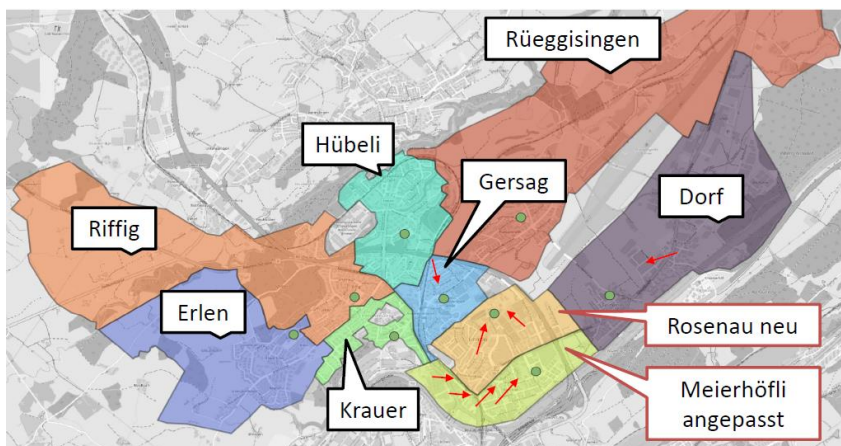 Rüeggisingen
Hübeli
Gersag
Dorf
Riffig
Erlen
Rosenau neu
Krauer
Meierhöfli
angepasst